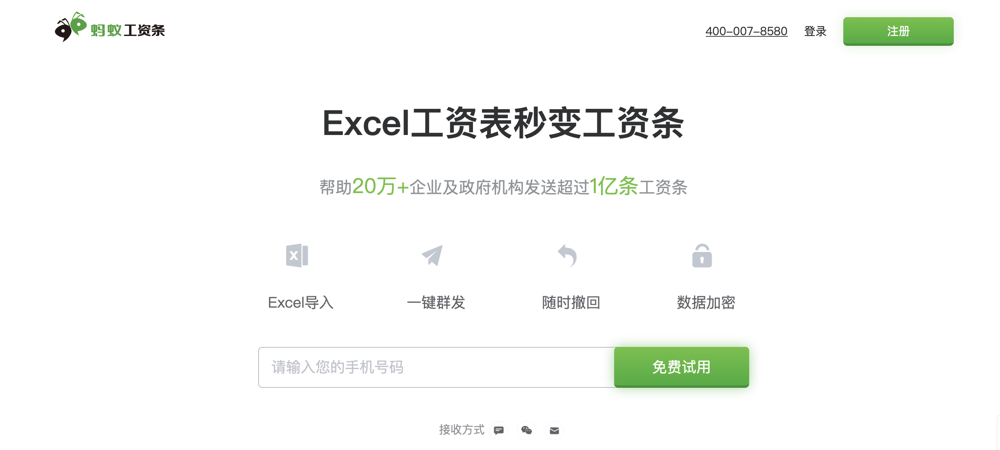 蚂蚁工资条
400-007-8580 登录 注册
Excel工资表秒变工资条
帮助20万+企业及政府机构发送超过1亿条工资条
Excel导入 一键群发 随时撤回 数据加密
请输入您的手机号码 免费试用
接收方式